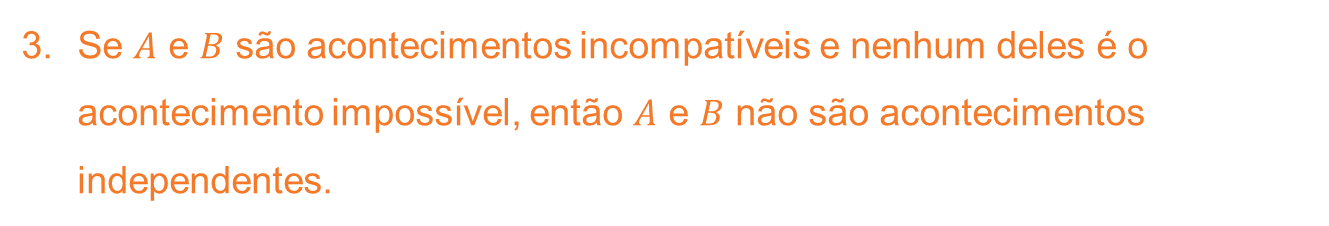 3. Se A e B são acontecimentos incompatíveis e nenhum deles é o
acontecimento impossível, então A e B não são acontecimentos
independentes.